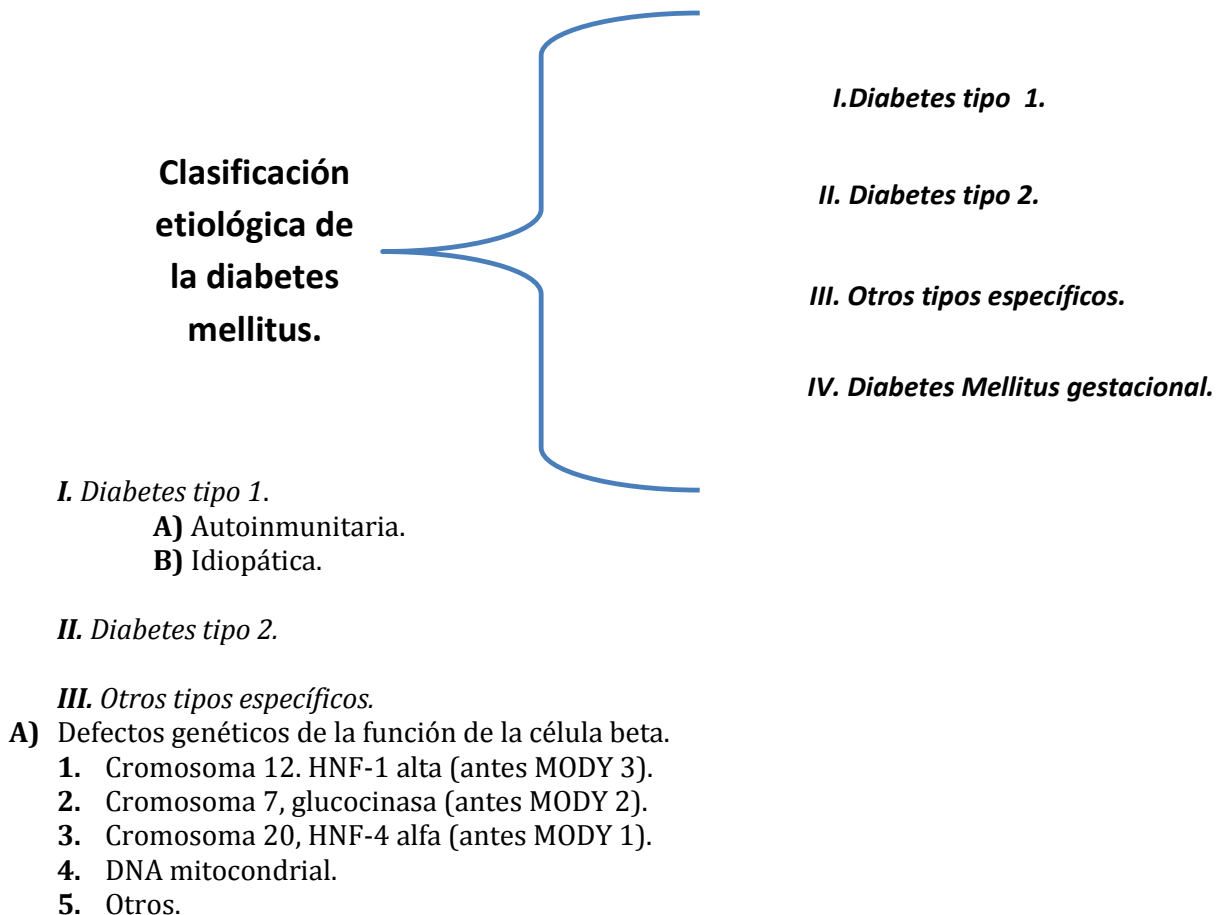 Clasificación
etiológica de
la diabetes
mellitus.
I.Diabetes tipo 1.
II. Diabetes tipo 2.
III. Otros tipos específicos.
IV. Diabetes Mellitus gestacional.
I. Diabetes tipo 1.
A) Autoinmunitaria.
B) Idiopática.
II. Diabetes tipo 2.
III. Otros tipos específicos.
A) Defectos genéticos de la función de la célula beta.
1. Cromosoma 12. HNF-1 alta (antes MODY 3).
2. Cromosoma 7, glucocinasa (antes MODY 2).
3. Cromosoma 20, HNF-4 alfa (antes MODY 1).
4. DNA mitocondrial.
5. Otros.